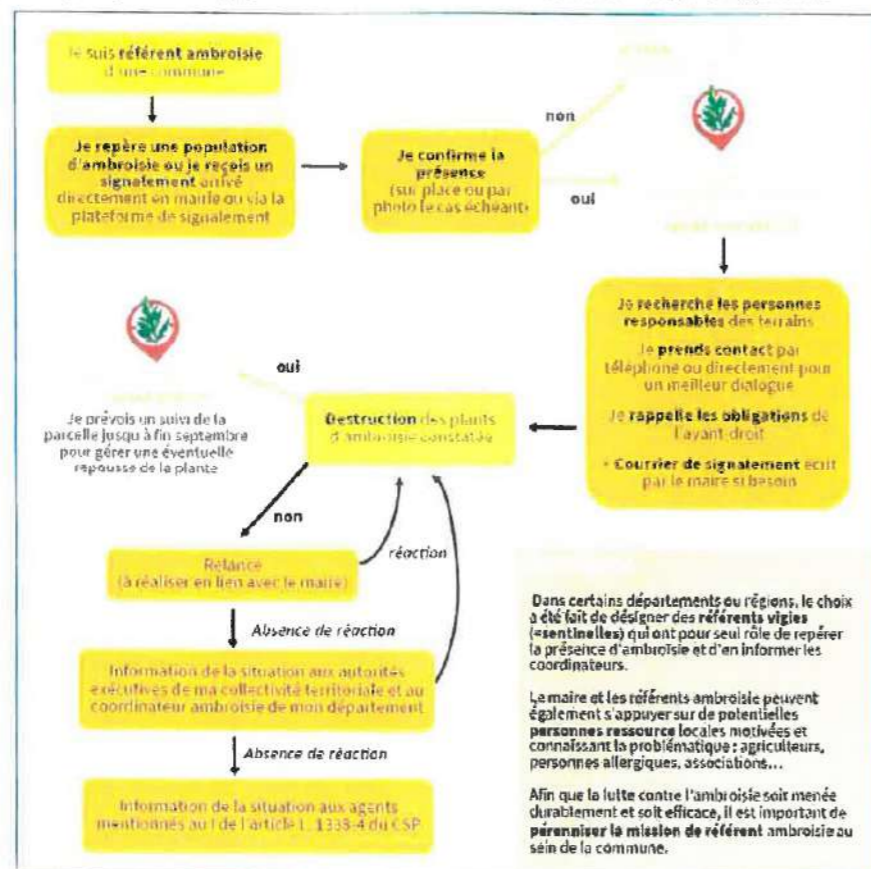 Je suis référent ambroisie
d'une commune
non
Je repère une population
d'ambroisie ou je reçois un
signalement arrivé
directement en mairie ou via la
plateforme de signalement
Je confirme la
présence
(sur place ou par
photo le cas échéant)
oui
Je recherche les personnes
responsables des terrains
Je prends contact par
téléphone ou directement pour
un meilleur dialogue
Je rappelle les obligations de
l'ayant-droit
+ Courrier de signalement écrit
par le maire si besoin
oui
Je prévois un suivi de la
parcelle jusqu'à fin septembre
pour gérer une éventuelle
repousse de la plante
Destruction des plants
d'ambroisie constatée
non
réaction
Relance
(à réaliser en lien avec le maire)
Absence de réaction
Information de la situation aux autorités
exécutives de ma collectivité territoriale et au
coordinateur ambroisie de mon département
Absence de réaction
Information de la situation aux agents
mentionnés au I de l'article L. 1338-4 du CSP
Dans certains départements ou régions, le choix
a été fait de désigner des référents vigies
(=sentinelles) qui ont pour seul rôle de repérer
la présence d'ambroisie et d'en informer les
coordinateurs.
Le maire et les référents ambroisie peuvent
également s'appuyer sur de potentielles
personnes ressource locales motivées et
connaissant la problématique : agriculteurs,
personnes allergiques, associations...
Afin que la lutte contre l'ambroisie soit menée
durablement et soit efficace, il est important de
pérenniser la mission de référent ambroisie au
sein de la commune.